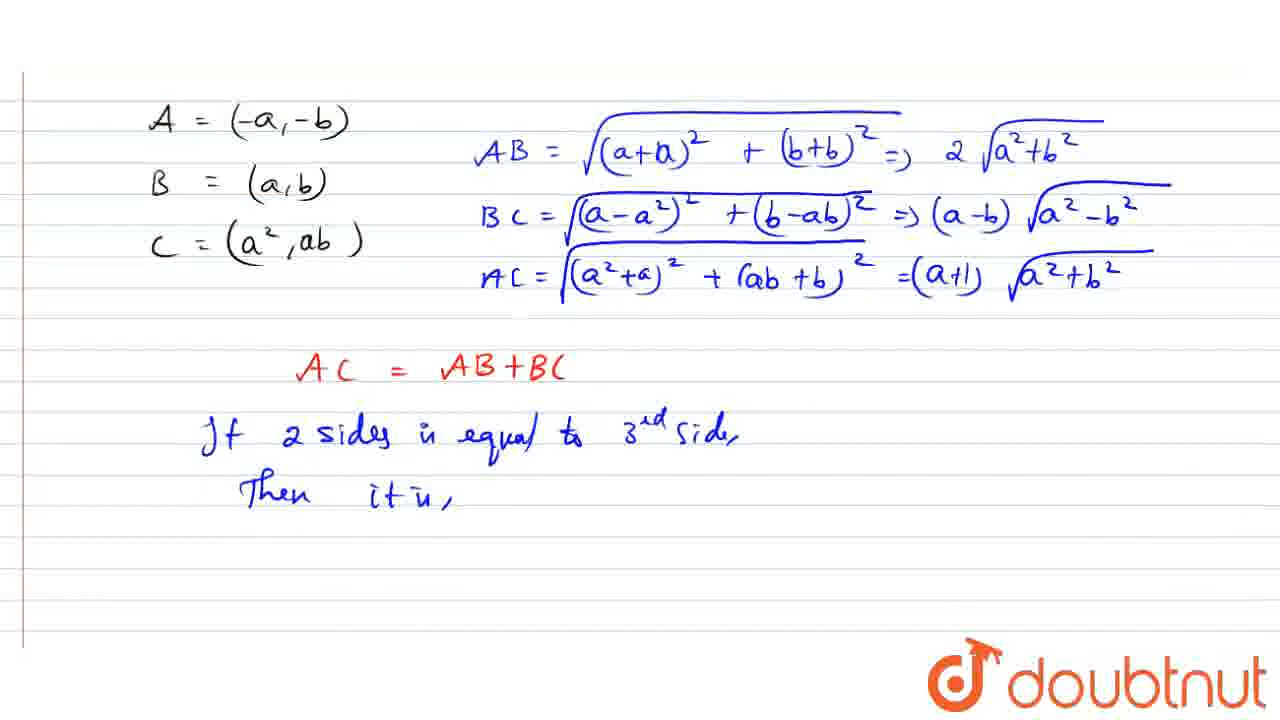 A = (-a, -b)
B = (a, b)
C = (a², ab)
AB = √(a+a)² + (b+b)² => 2 √a²+b²
BC = √(a-a²)² + (b-ab)² => (a-b) √a²-b²
AC = √(a²+a)² + (ab+b)² = (a+1) √a²+b²
AC = AB+BC
If 2 sides is equal to 3rd side,
Then it is,
doubtnut